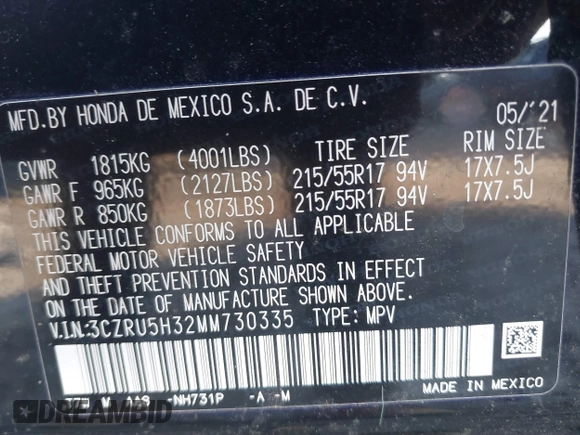 MFD.BY HONDA DE MEXICO S.A. DE C.V. 05/'21
GVWR 1815KG (4001LBS) TIRE SIZE RIM SIZE
GAWR F 965KG (2127LBS) 215/55R17 94V 17X7.5J
GAWR R 850KG (1873LBS) 215/55R17 94V 17X7.5J
THIS VEHICLE CONFORMS TO ALL APPLICABLE
FEDERAL MOTOR VEHICLE SAFETY
AND THEFT PREVENTION STANDARDS IN EFFECT
ON THE DATE OF MANUFACTURE SHOWN ABOVE.
V.I.N:3CZRU5H32MM730335 TYPE: MPV
-NH731P -A -M
MADE IN MEXICO
DREAMBID